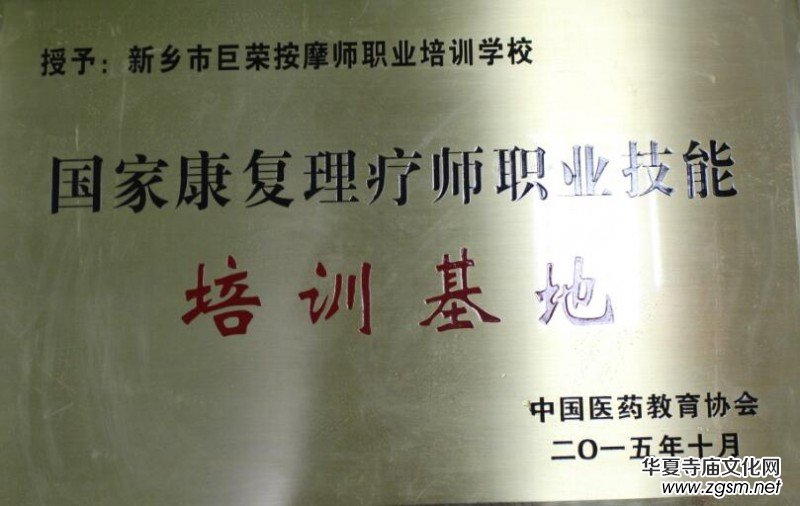 授予：新乡市巨荣按摩师职业培训学校
国家康复理疗师职业技能
培训基地
中国医药教育协会
二〇一五年十月
华夏寺庙文化网
www.zgsm.net